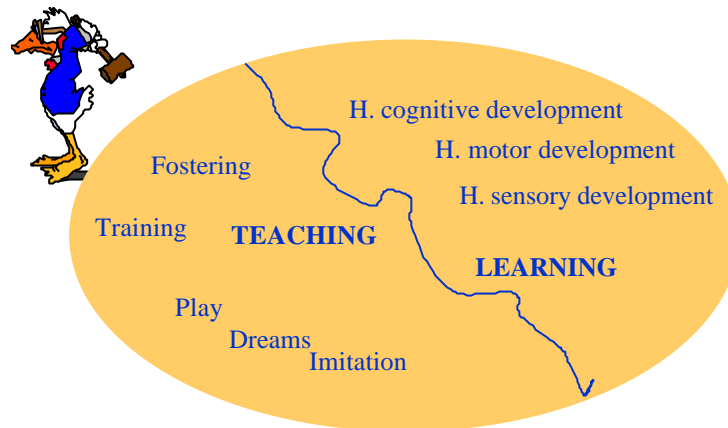 H. cognitive development
H. motor development
Fostering
H. sensory development
Training
TEACHING
LEARNING
Play
Dreams
Imitation